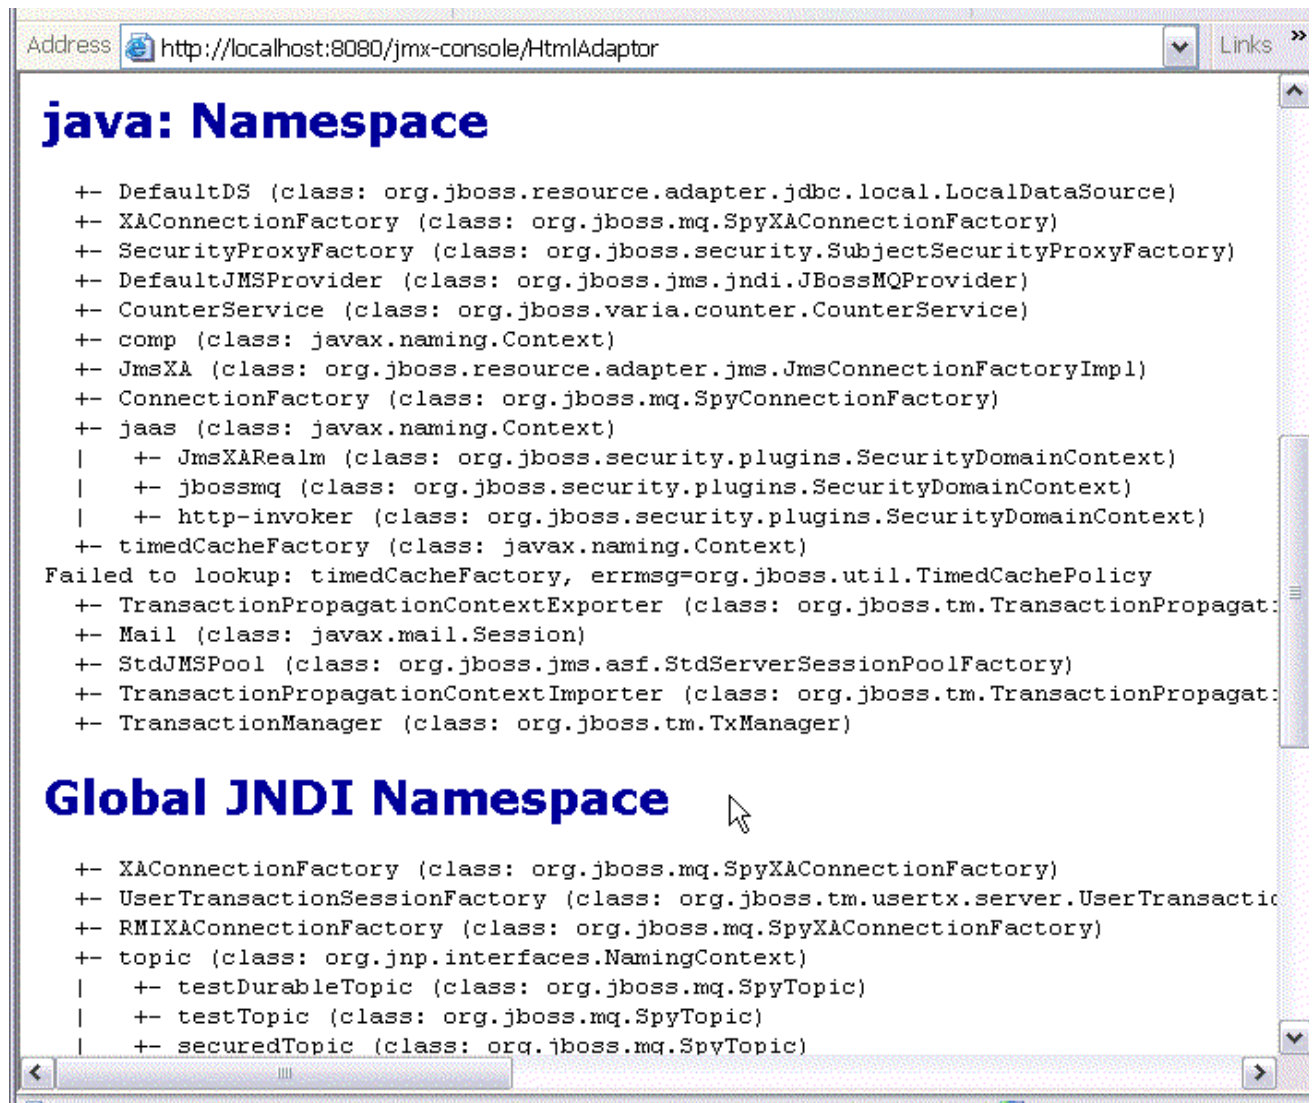 Address http://localhost:8080/jmx-console/HtmlAdaptor Links »
java: Namespace
+- DefaultDS (class: org.jboss.resource.adapter.jdbc.local.LocalDataSource)
+- XAConnectionFactory (class: org.jboss.mq.SpyXAConnectionFactory)
+- SecurityProxyFactory (class: org.jboss.security.SubjectSecurityProxyFactory)
+- DefaultJMSProvider (class: org.jboss.jms.jndi.JBossMQProvider)
+- CounterService (class: org.jboss.varia.counter.CounterService)
+- comp (class: javax.naming.Context)
+- JmsXA (class: org.jboss.resource.adapter.jms.JmsConnectionFactoryImpl)
+- ConnectionFactory (class: org.jboss.mq.SpyConnectionFactory)
+- jaas (class: javax.naming.Context)
|   +- JmsXARealm (class: org.jboss.security.plugins.SecurityDomainContext)
|   +- jbossmq (class: org.jboss.security.plugins.SecurityDomainContext)
|   +- http-invoker (class: org.jboss.security.plugins.SecurityDomainContext)
+- timedCacheFactory (class: javax.naming.Context)
Failed to lookup: timedCacheFactory, errmsg=org.jboss.util.TimedCachePolicy
+- TransactionPropagationContextExporter (class: org.jboss.tm.TransactionPropagati
+- Mail (class: javax.mail.Session)
+- StdJMSPool (class: org.jboss.jms.asf.StdServerSessionPoolFactory)
+- TransactionPropagationContextImporter (class: org.jboss.tm.TransactionPropagati
+- TransactionManager (class: org.jboss.tm.TxManager)
Global JNDI Namespace
+- XAConnectionFactory (class: org.jboss.mq.SpyXAConnectionFactory)
+- UserTransactionSessionFactory (class: org.jboss.tm.usertx.server.UserTransactio
+- RMIXAConnectionFactory (class: org.jboss.mq.SpyXAConnectionFactory)
+- topic (class: org.jnp.interfaces.NamingContext)
|   +- testDurableTopic (class: org.jboss.mq.SpyTopic)
|   +- testTopic (class: org.jboss.mq.SpyTopic)
|   +- securedTopic (class: org.jboss.mq.SpyTopic)